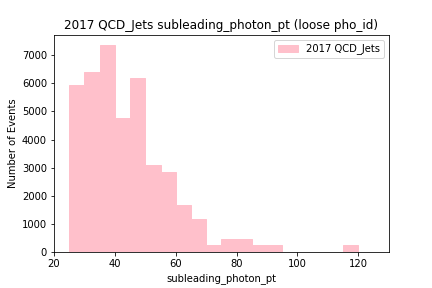 2017 QCD_Jets subleading_photon_pt (loose pho_id)
2017 QCD_Jets
Number of Events
7000
6000
5000
4000
3000
2000
1000
0
20 40 60 80 100 120
subleading_photon_pt